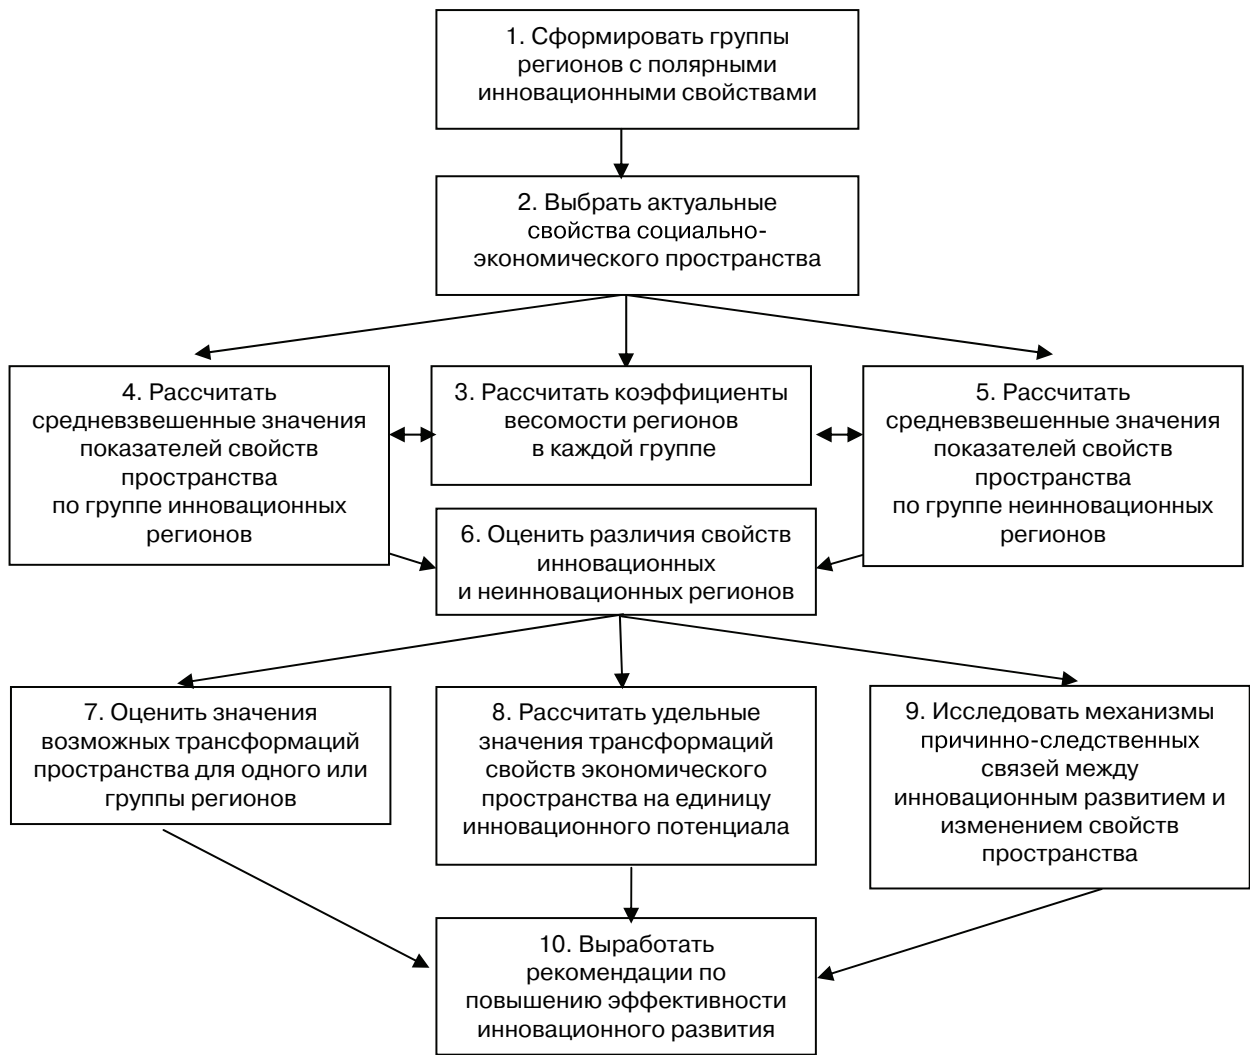 1. Сформировать группы
регионов с полярными
инновационными свойствами
2. Выбрать актуальные
свойства социально-
экономического пространства
4. Рассчитать
средневзвешенные значения
показателей свойств
пространства
по группе инновационных
регионов
3. Рассчитать коэффициенты
весомости регионов
в каждой группе
5. Рассчитать
средневзвешенные значения
показателей свойств
пространства
по группе неинновационных
регионов
6. Оценить различия свойств
инновационных
и неинновационных регионов
7. Оценить значения
возможных трансформаций
пространства для одного или
группы регионов
8. Рассчитать удельные
значения трансформаций
свойств экономического
пространства на единицу
инновационного потенциала
9. Исследовать механизмы
причинно-следственных
связей между
инновационным развитием и
изменением свойств
пространства
10. Выработать
рекомендации по
повышению эффективности
инновационного развития